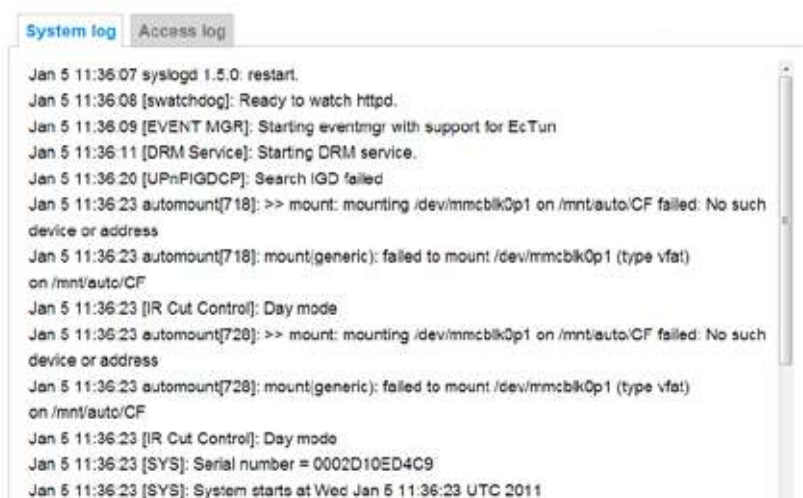 System log Access log
Jan 5 11:36:07 syslogd 1.5.0: restart.
Jan 5 11:36:08 [swatchdog]: Ready to watch httpd.
Jan 5 11:36:09 [EVENT MGR]: Starting eventmgr with support for EcTun
Jan 5 11:36:11 [DRM Service]: Starting DRM service.
Jan 5 11:36:20 [UPnPIGDCP]: Search IGD failed
Jan 5 11:36:23 automount[718]: >> mount: mounting /dev/mmcblk0p1 on /mnt/auto/CF failed: No such
device or address
Jan 5 11:36:23 automount[718]: mount(generic): failed to mount /dev/mmcblk0p1 (type vfat)
on /mnt/auto/CF
Jan 5 11:36:23 [IR Cut Control]: Day mode
Jan 5 11:36:23 automount[728]: >> mount: mounting /dev/mmcblk0p1 on /mnt/auto/CF failed: No such
device or address
Jan 5 11:36:23 automount[728]: mount(generic): failed to mount /dev/mmcblk0p1 (type vfat)
on /mnt/auto/CF
Jan 5 11:36:23 [IR Cut Control]: Day mode
Jan 5 11:36:23 [SYS]: Serial number = 0002D10ED4C9
Jan 5 11:36:23 [SYS]: System starts at Wed Jan 5 11:36:23 UTC 2011